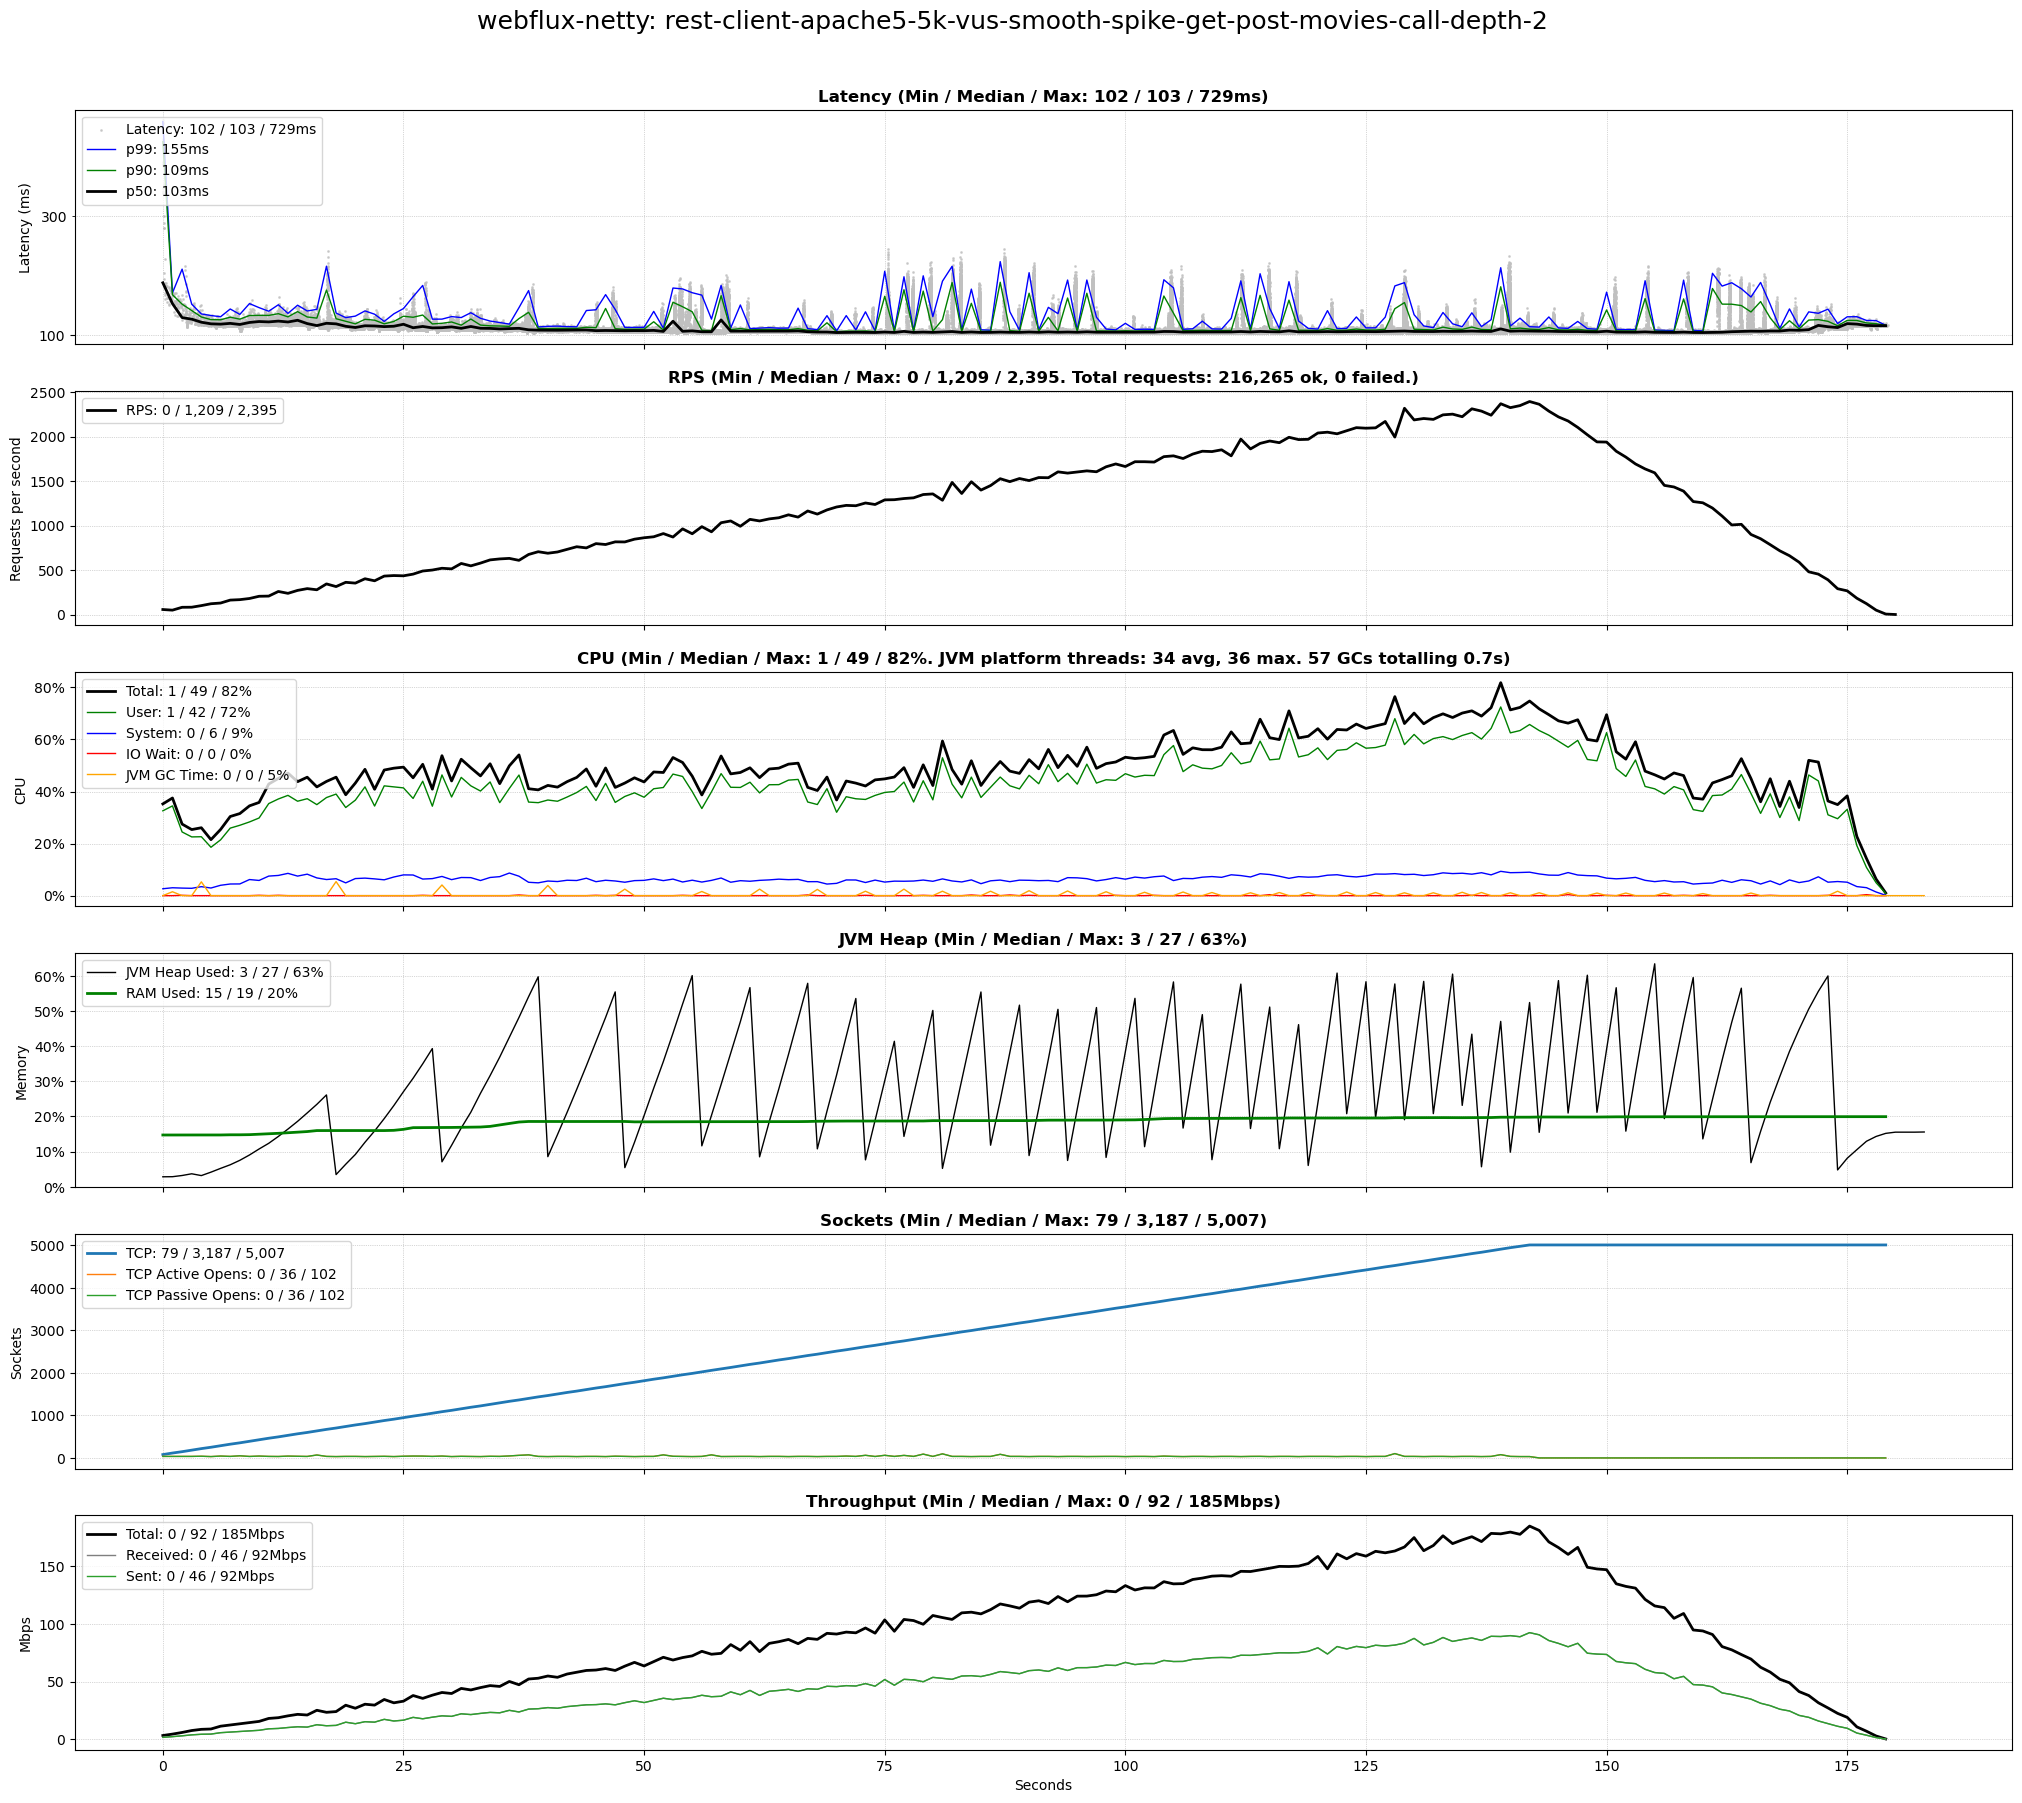 webflux-netty: rest-client-apache5-5k-vus-smooth-spike-get-post-movies-call-depth-2
Latency (Min / Median / Max: 102 / 103 / 729ms)
Latency: 102 / 103 / 729ms
p99: 155ms
p90: 109ms
p50: 103ms
Latency (ms)
300
100
RPS (Min / Median / Max: 0 / 1,209 / 2,395. Total requests: 216,265 ok, 0 failed.)
RPS: 0 / 1,209 / 2,395
Requests per second
2500
2000
1500
1000
500
0
CPU (Min / Median / Max: 1 / 49 / 82%. JVM platform threads: 34 avg, 36 max. 57 GCs totalling 0.7s)
Total: 1 / 49 / 82%
User: 1 / 42 / 72%
System: 0 / 6 / 9%
IO Wait: 0 / 0 / 0%
JVM GC Time: 0 / 0 / 5%
CPU
80%
60%
40%
20%
0%
JVM Heap (Min / Median / Max: 3 / 27 / 63%)
JVM Heap Used: 3 / 27 / 63%
RAM Used: 15 / 19 / 20%
Memory
60%
50%
40%
30%
20%
10%
0%
Sockets (Min / Median / Max: 79 / 3,187 / 5,007)
TCP: 79 / 3,187 / 5,007
TCP Active Opens: 0 / 36 / 102
TCP Passive Opens: 0 / 36 / 102
Sockets
5000
4000
3000
2000
1000
0
Throughput (Min / Median / Max: 0 / 92 / 185Mbps)
Total: 0 / 92 / 185Mbps
Received: 0 / 46 / 92Mbps
Sent: 0 / 46 / 92Mbps
Mbps
150
100
50
0
0 25 50 75 100 125 150 175
Seconds